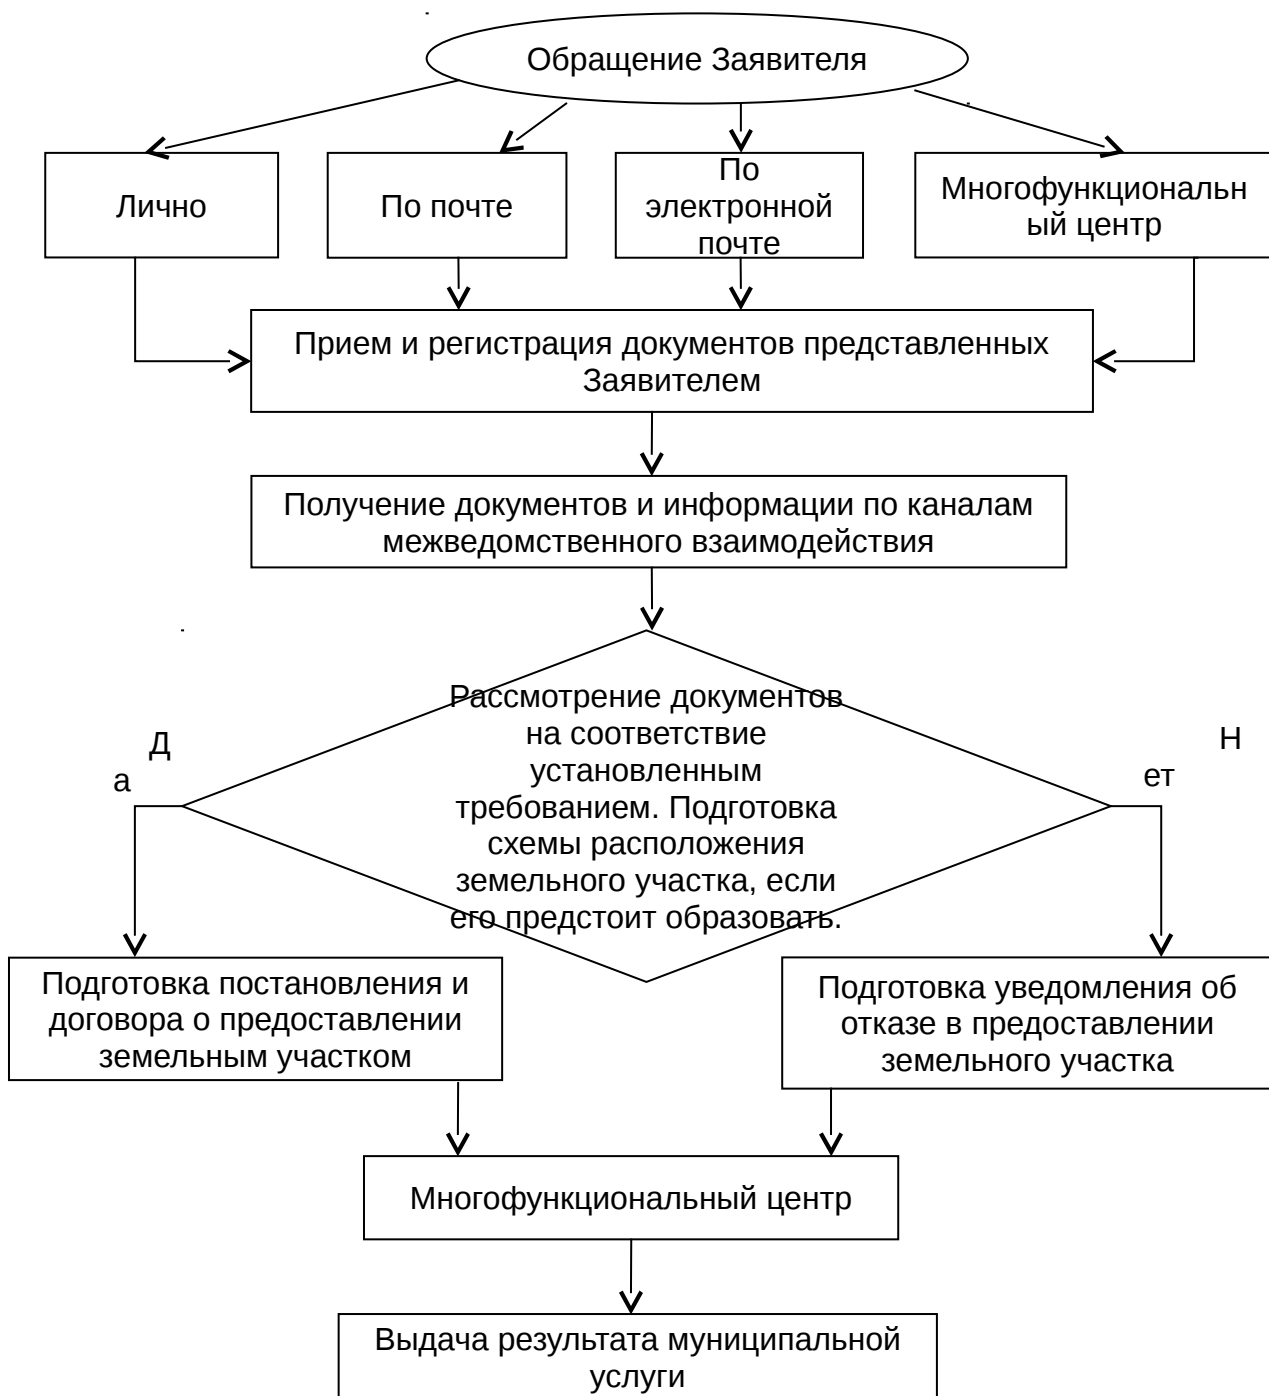 Обращение Заявителя
Лично
По почте
По
электронной
почте
Многофункциональн
ый центр
Прием и регистрация документов представленных
Заявителем
Получение документов и информации по каналам
межведомственного взаимодействия
Рассмотрение документов
на соответствие
установленным
требованием. Подготовка
схемы расположения
земельного участка, если
его предстоит образовать.
Д
а
Н
ет
Подготовка постановления и
договора о предоставлении
земельным участком
Подготовка уведомления об
отказе в предоставлении
земельного участка
Многофункциональный центр
Выдача результата муниципальной
услуги